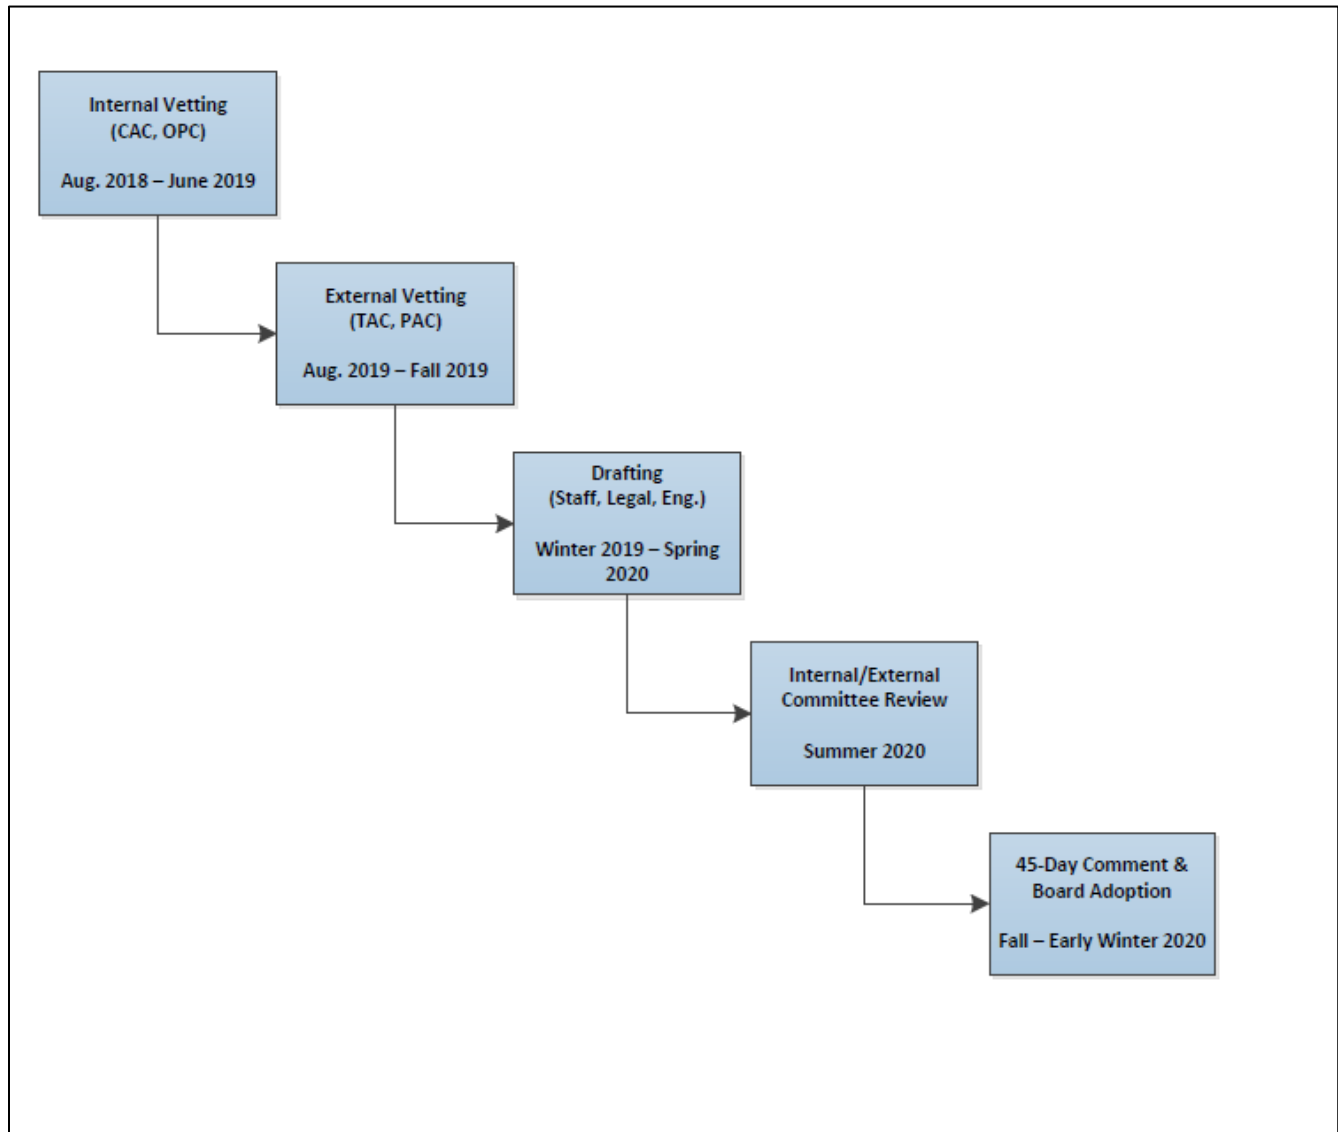 Internal Vetting
(CAC, OPC)
Aug. 2018 – June 2019
External Vetting
(TAC, PAC)
Aug. 2019 – Fall 2019
Drafting
(Staff, Legal, Eng.)
Winter 2019 – Spring
2020
Internal/External
Committee Review
Summer 2020
45-Day Comment &
Board Adoption
Fall – Early Winter 2020